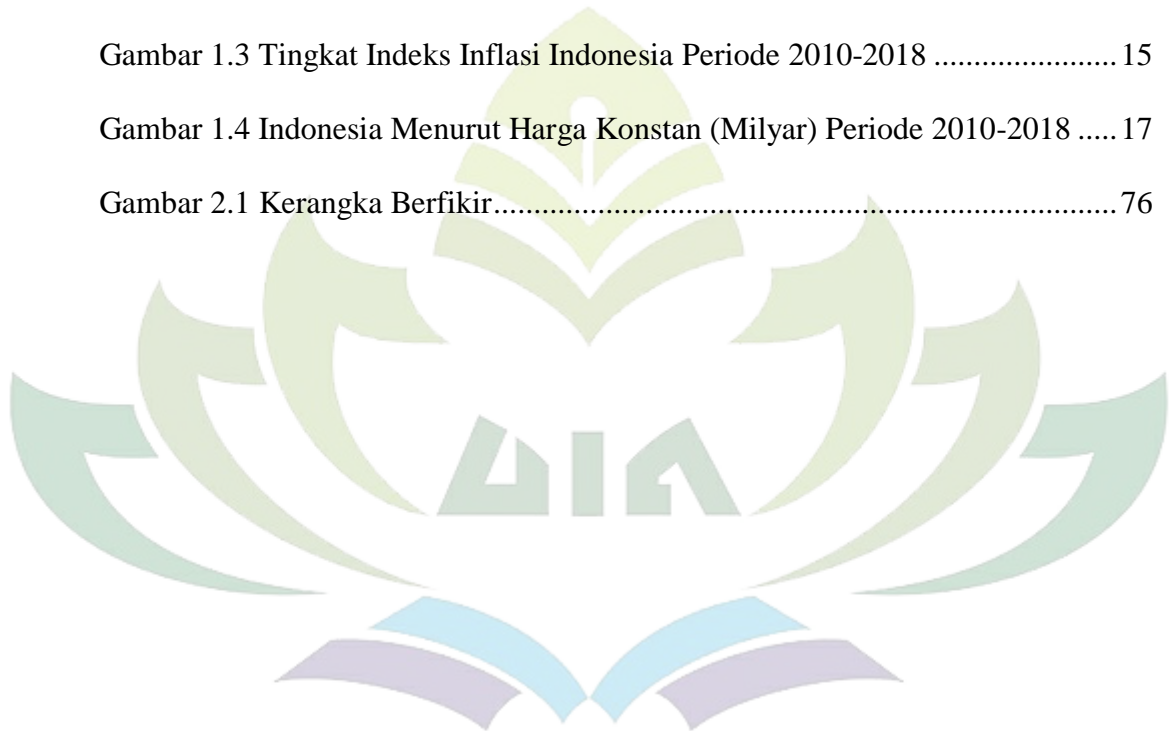 Gambar 1.3 Tingkat Indeks Inflasi Indonesia Periode 2010-2018 ...................... 15
Gambar 1.4 Indonesia Menurut Harga Konstan (Milyar) Periode 2010-2018 ..... 17
Gambar 2.1 Kerangka Berfikir........................................................................... 76
UIN